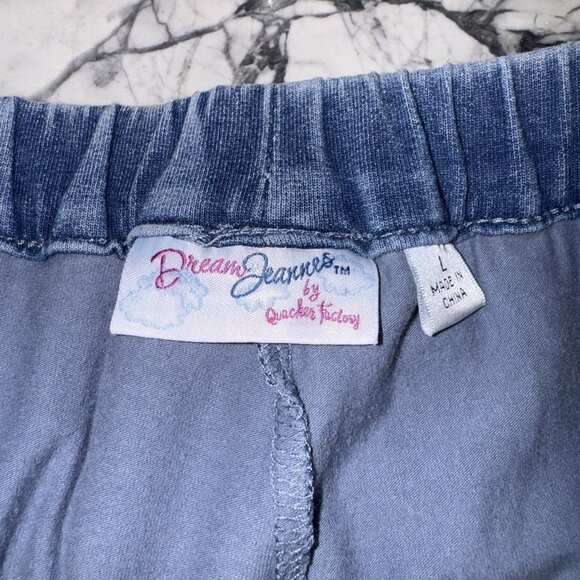 Dream Jeannes™
by
Quacker Factory
L
MADE IN
CHINA